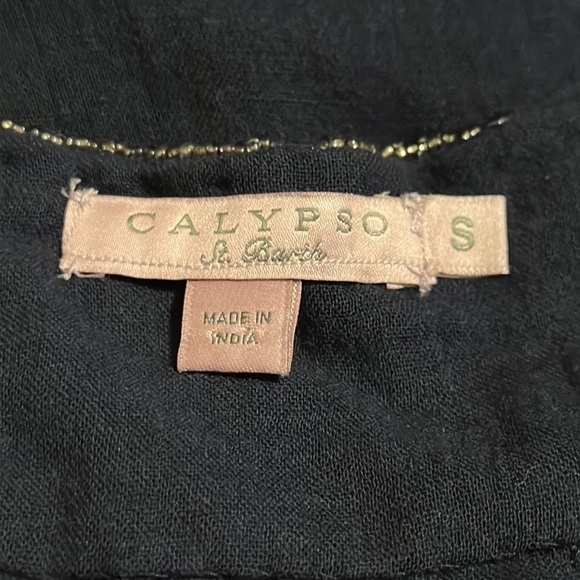 CALYPSO
St. Barth
S
MADE IN
INDIA